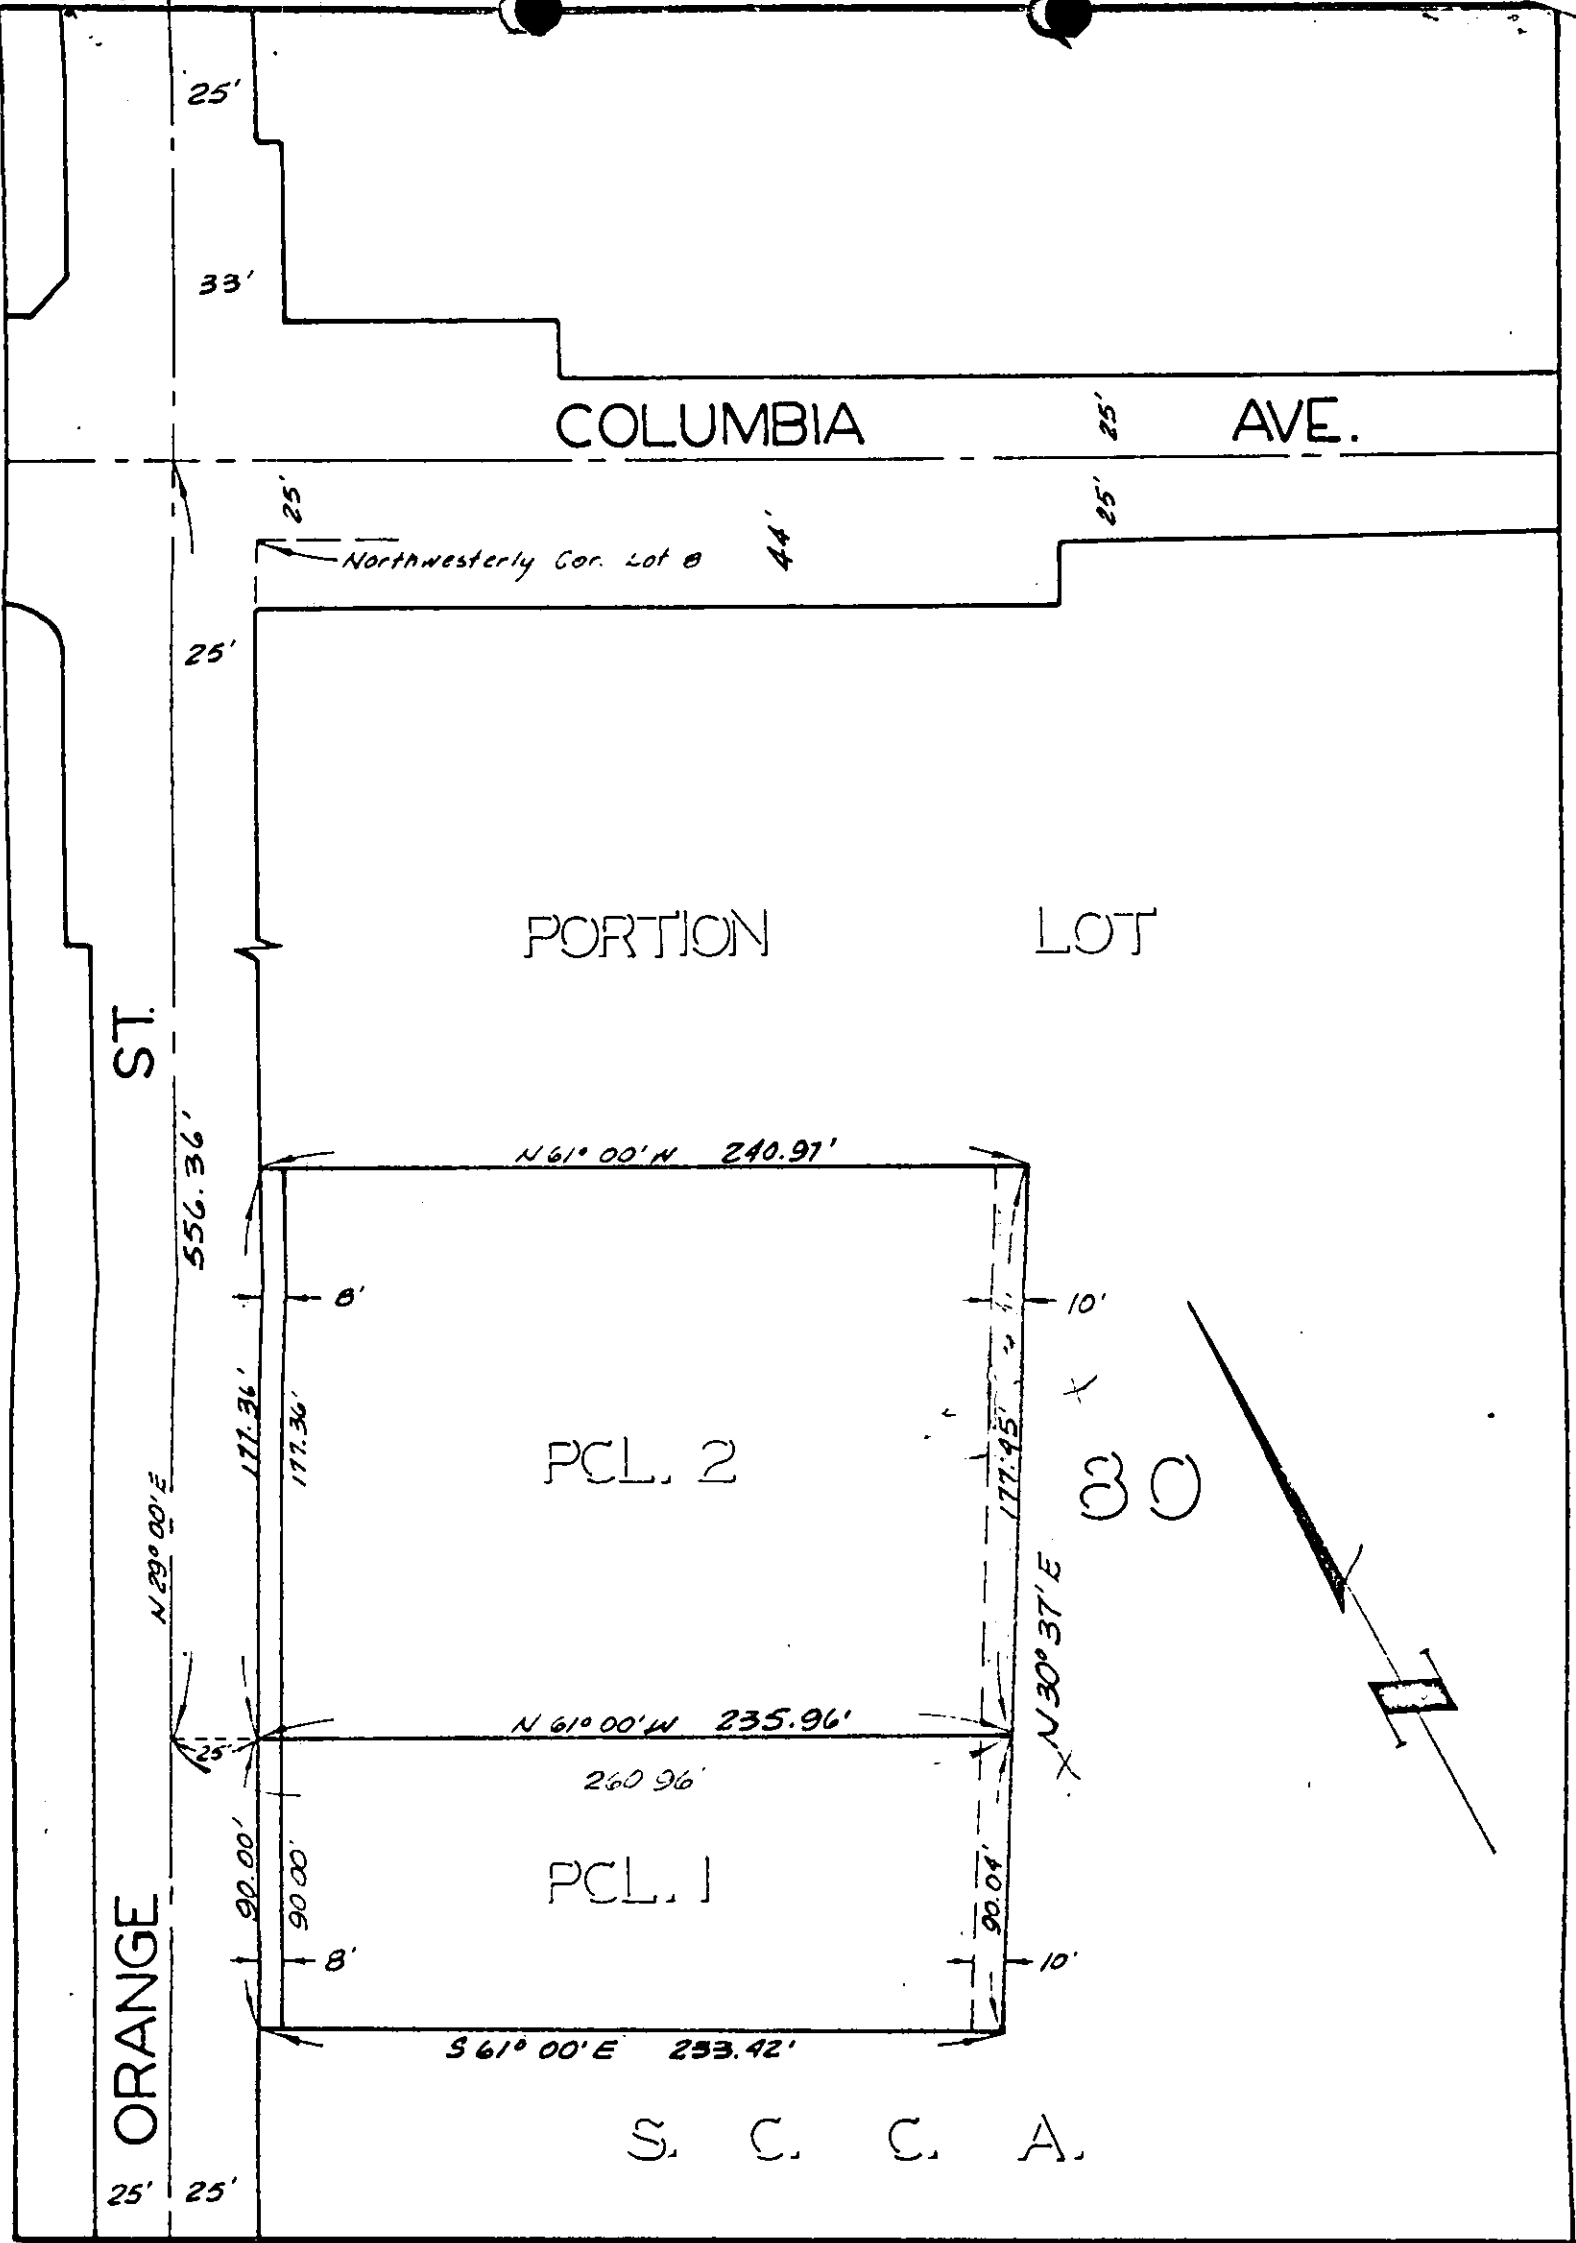 25'
33'
COLUMBIA AVE.
25'
25'
25'
Northwesterly Cor. Lot 8
44'
25'
PORTION LOT
ST.
556.36'
N 61° 00' W 240.97'
8'
10'
177.36'
177.36'
177.45'
PCL. 2
80
N 29° 00' E
N 30° 37' E
N 61° 00' W 235.96'
25'
260.96'
90.00'
90.00'
PCL. 1
90.04'
8'
10'
ORANGE
S 61° 00' E 233.42'
S. C. C. A.
25' 25'